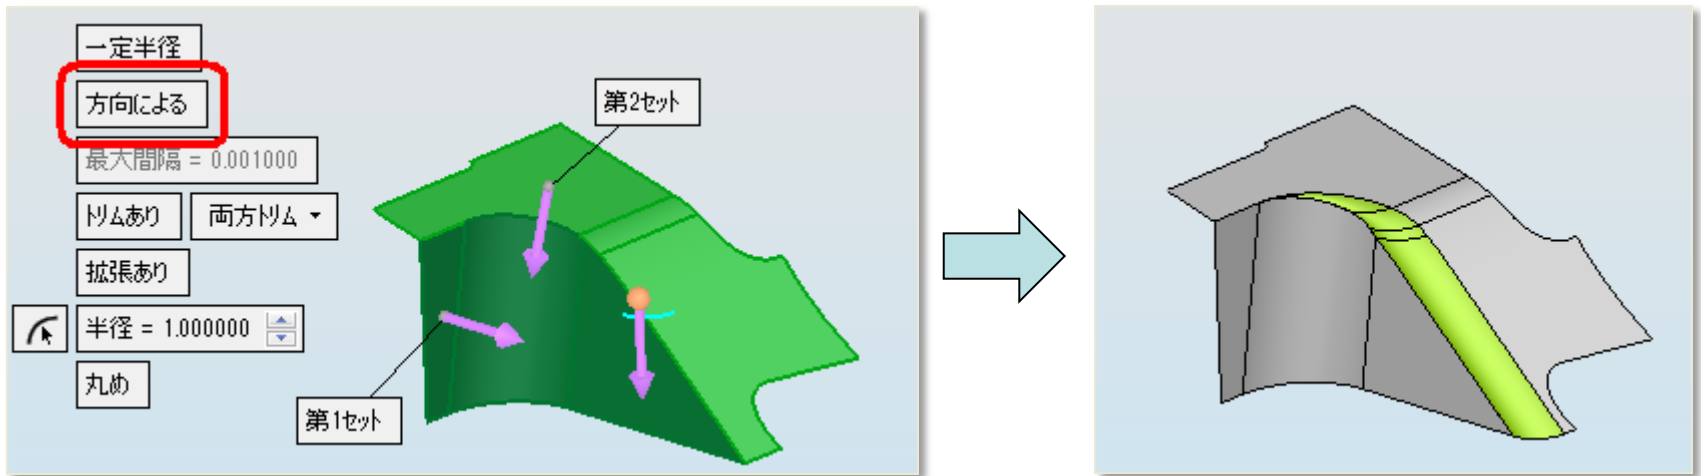 一定半径
方向による
最大間隔 = 0.001000
トリムあり 両方トリム
拡張あり
半径 = 1.000000
丸め
第2セット
第1セット